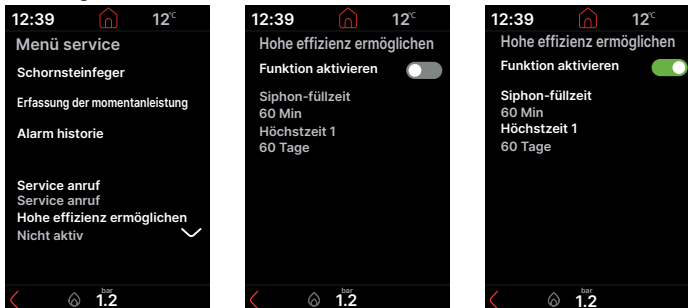 12:39 12°C
Menü service
Schornsteinfeger
Erfassung der momentanleistung
Alarm historie
Service anruf
Service anruf
Hohe effizienz ermöglichen
Nicht aktiv
bar
1.2
12:39 12°C
Hohe effizienz ermöglichen
Funktion aktivieren
Siphon-füllzeit
60 Min
Höchstzeit 1
60 Tage
bar
1.2
12:39 12°C
Hohe effizienz ermöglichen
Funktion aktivieren
Siphon-füllzeit
60 Min
Höchstzeit 1
60 Tage
bar
1.2